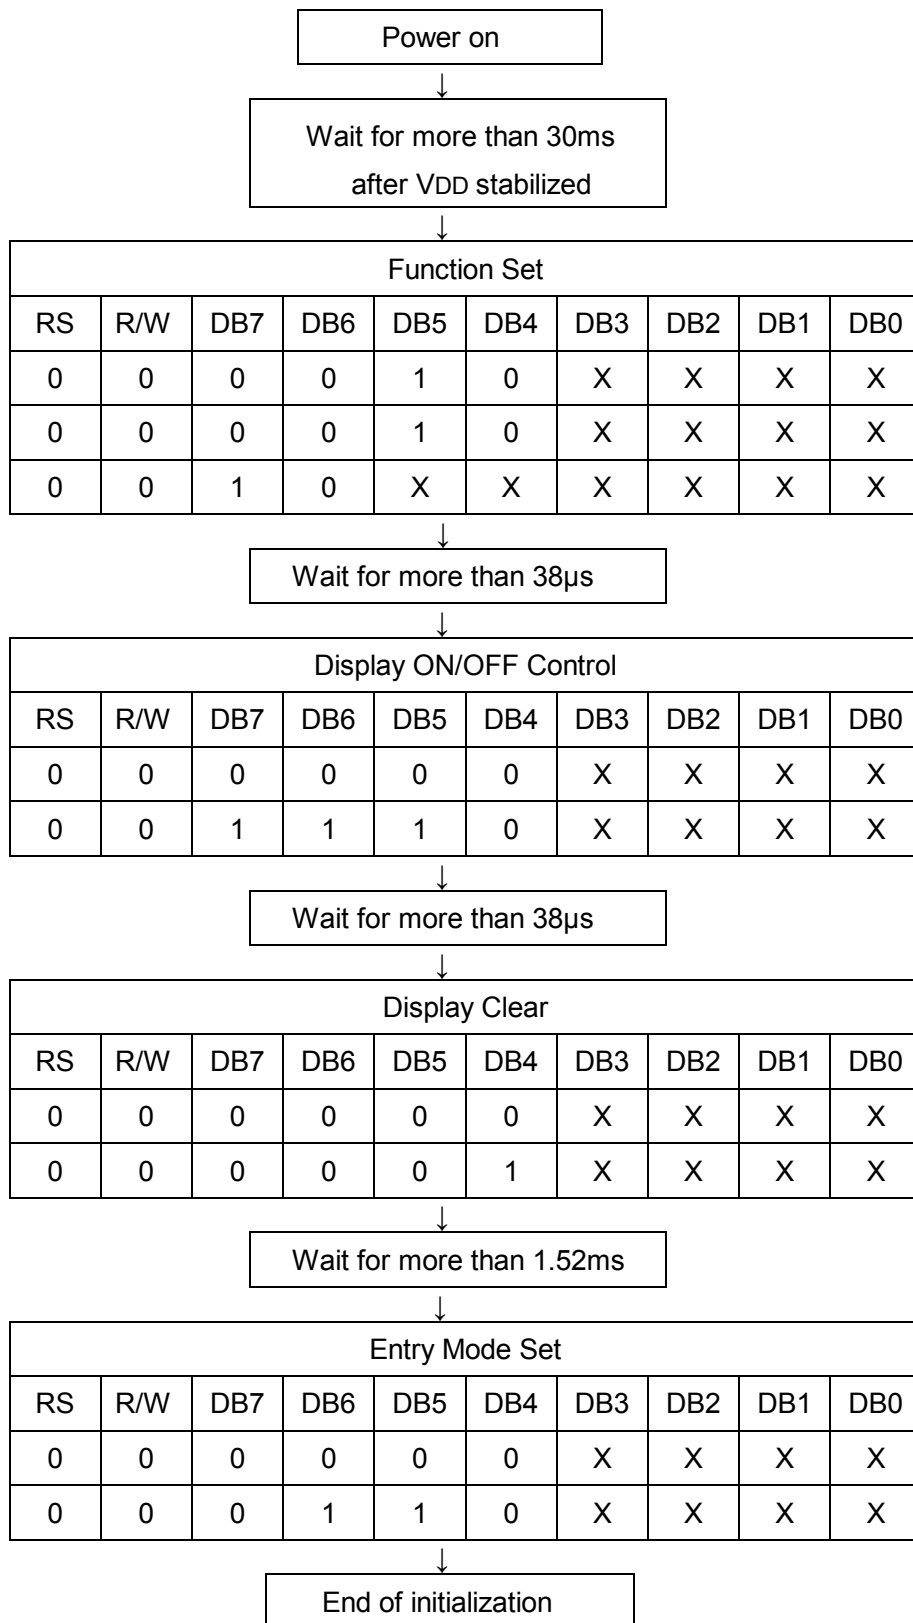 Power on
↓
Wait for more than 30ms
after VDD stabilized
↓
Function Set
RS R/W DB7 DB6 DB5 DB4 DB3 DB2 DB1 DB0
0 0 0 0 1 0 X X X X
0 0 0 0 1 0 X X X X
0 0 1 0 X X X X X X
↓
Wait for more than 38µs
↓
Display ON/OFF Control
RS R/W DB7 DB6 DB5 DB4 DB3 DB2 DB1 DB0
0 0 0 0 0 0 X X X X
0 0 1 1 1 0 X X X X
↓
Wait for more than 38µs
↓
Display Clear
RS R/W DB7 DB6 DB5 DB4 DB3 DB2 DB1 DB0
0 0 0 0 0 0 X X X X
0 0 0 0 0 1 X X X X
↓
Wait for more than 1.52ms
↓
Entry Mode Set
RS R/W DB7 DB6 DB5 DB4 DB3 DB2 DB1 DB0
0 0 0 0 0 0 X X X X
0 0 0 1 1 0 X X X X
↓
End of initialization